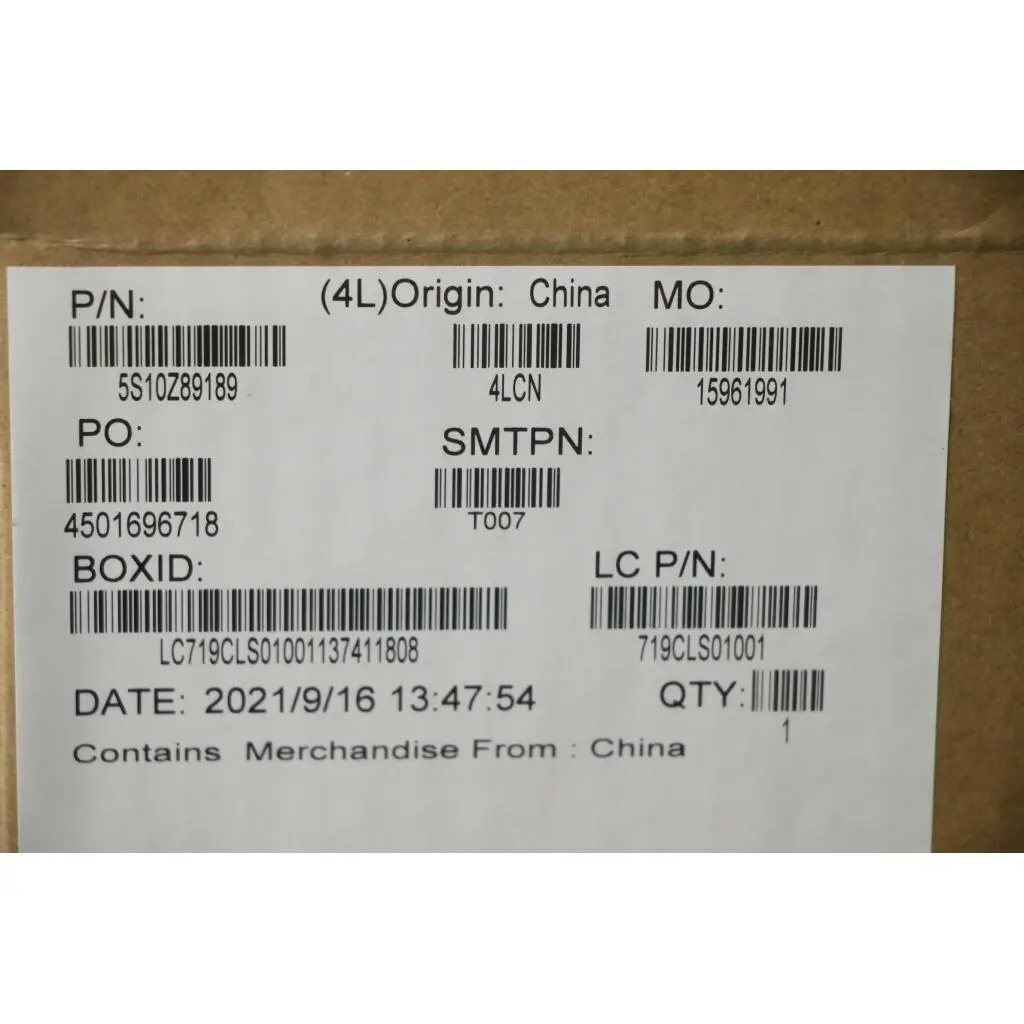 P/N: (4L)Origin: China MO:
5S10Z89189 4LCN 15961991
PO: SMTPN:
4501696718 T007
BOXID: LC P/N:
LC719CLS01001137411808 719CLS01001
DATE: 2021/9/16 13:47:54 QTY:
1
Contains Merchandise From : China